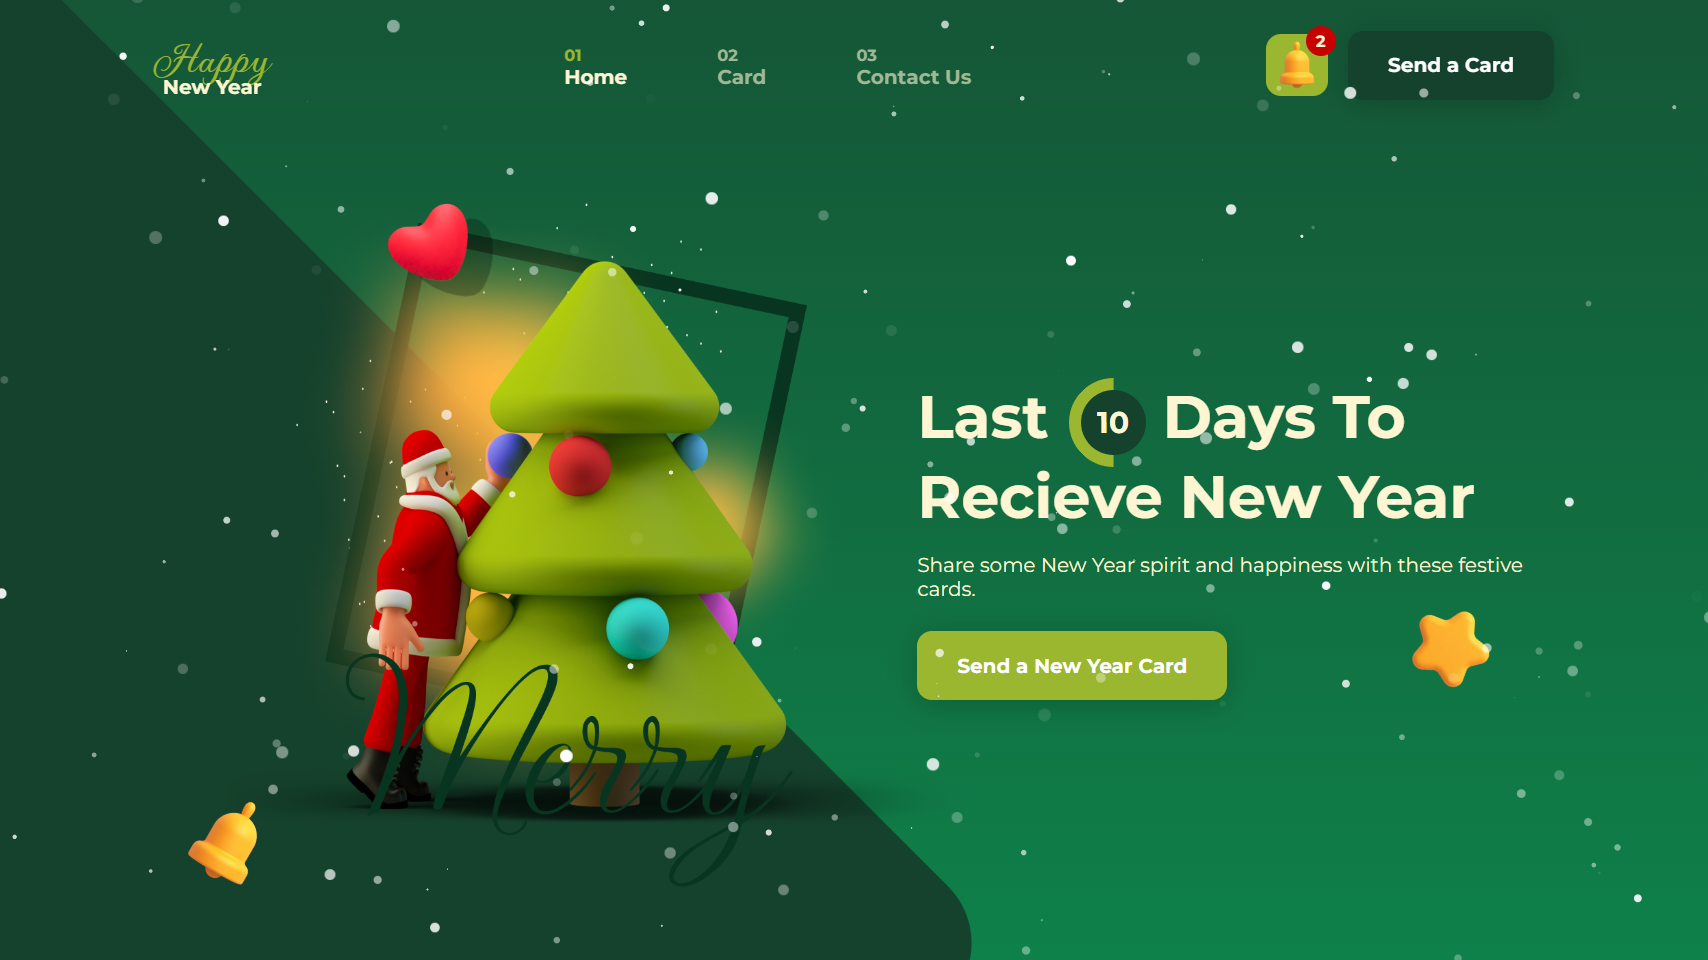 Happy
New Year
01
Home
02
Card
03
Contact Us
2
Send a Card
Last 10 Days To
Recieve New Year
Share some New Year spirit and happiness with these festive
cards.
Send a New Year Card
Merry